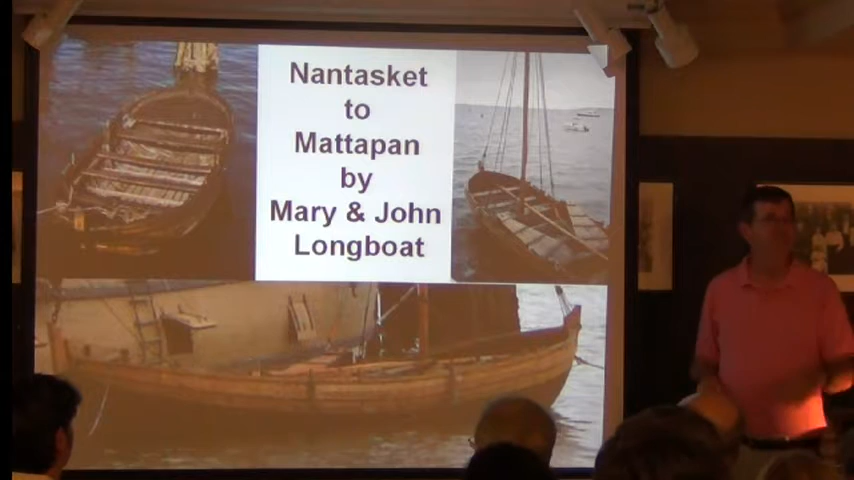 Nantasket
to
Mattapan
by
Mary & John
Longboat